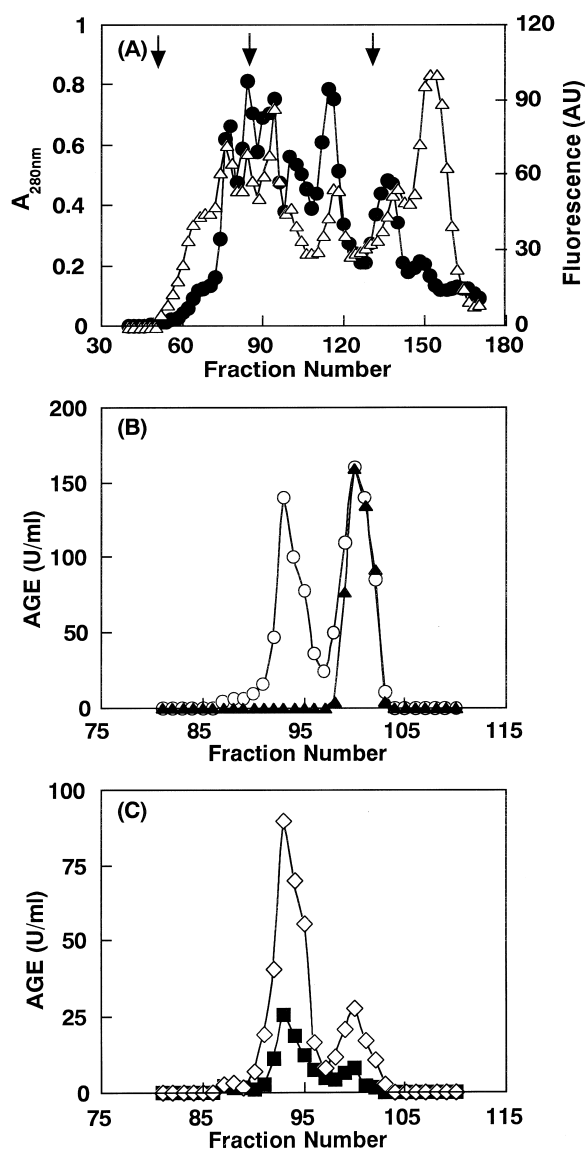 (A)
1
0.8
0.6
0.4
0.2
0
A280nm
120
90
60
30
0
Fluorescence (AU)
30 60 90 120 150 180
Fraction Number
(B)
200
150
100
50
0
AGE (U/ml)
75 85 95 105 115
Fraction Number
(C)
100
75
50
25
0
AGE (U/ml)
75 85 95 105 115
Fraction Number